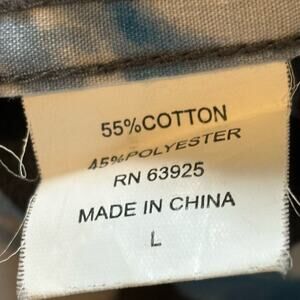 55%COTTON
45%POLYESTER
RN 63925
MADE IN CHINA
L